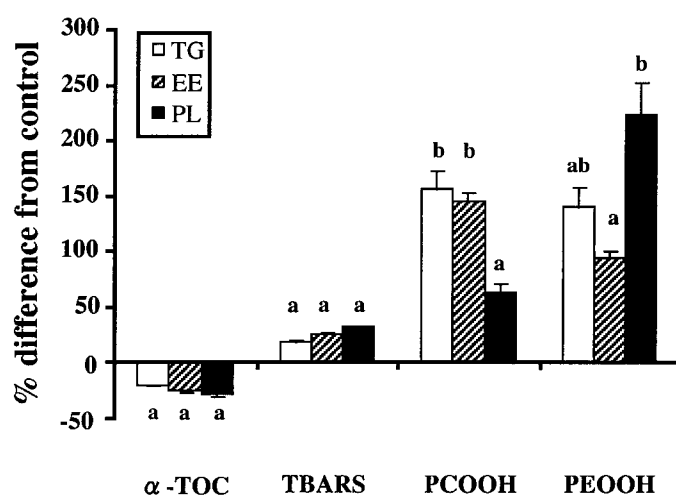 % difference from control
300
250
200
150
100
50
0
-50
TG
EE
PL
a a a
a a a
b b a
ab a b
α -TOC TBARS PCOOH PEOOH